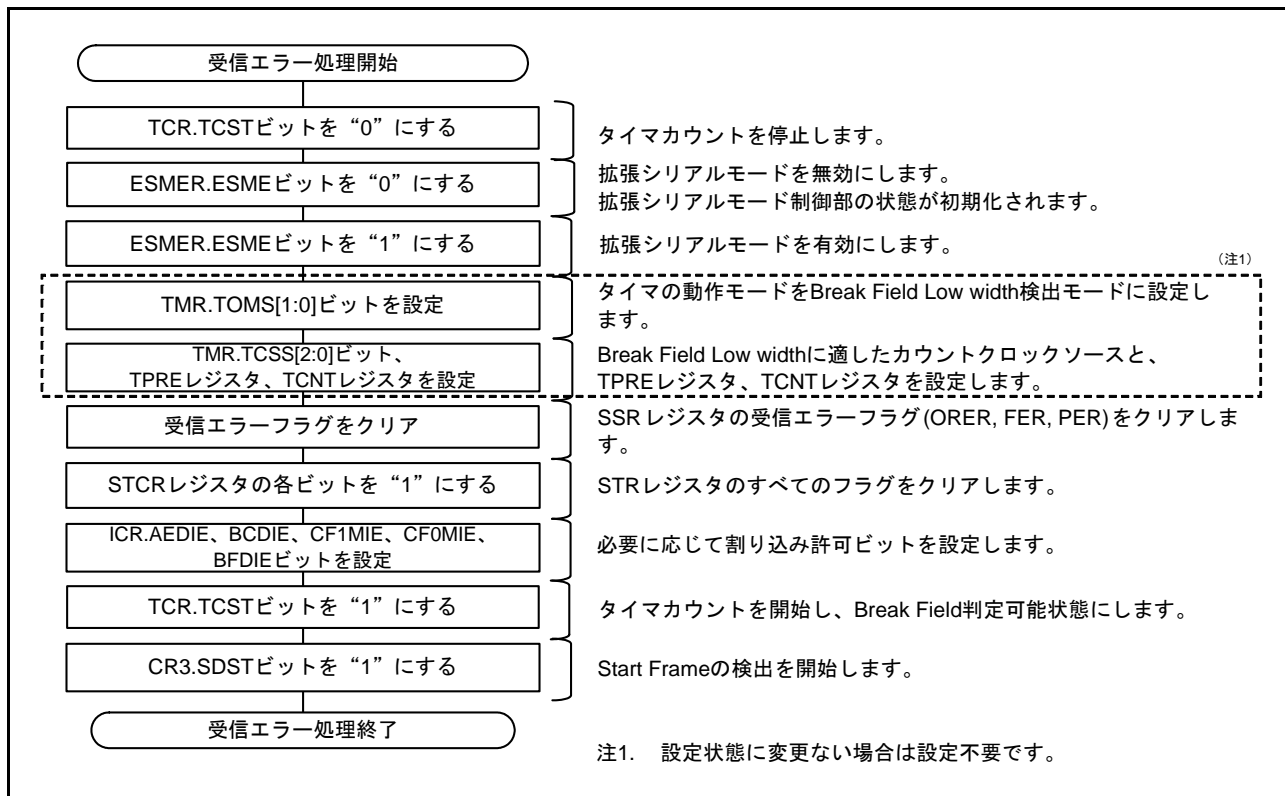 受信エラー処理開始
TCR.TCSTビットを“0”にする
タイマカウントを停止します。
ESMER.ESMEビットを“0”にする
拡張シリアルモードを無効にします。
拡張シリアルモード制御部の状態が初期化されます。
ESMER.ESMEビットを“1”にする
拡張シリアルモードを有効にします。
(注1)
TMR.TOMS[1:0]ビットを設定
タイマの動作モードをBreak Field Low width検出モードに設定し
ます。
TMR.TCSS[2:0]ビット、
TPREレジスタ、TCNTレジスタを設定
Break Field Low widthに適したカウントクロックソースと、
TPREレジスタ、TCNTレジスタを設定します。
受信エラーフラグをクリア
SSRレジスタの受信エラーフラグ(ORER, FER, PER)をクリアしま
す。
STCRレジスタの各ビットを“1”にする
STRレジスタのすべてのフラグをクリアします。
ICR.AEDIE、BCDIE、CF1MIE、CF0MIE、
BFDIEビットを設定
必要に応じて割り込み許可ビットを設定します。
TCR.TCSTビットを“1”にする
タイマカウントを開始し、Break Field判定可能状態にします。
CR3.SDSTビットを“1”にする
Start Frameの検出を開始します。
受信エラー処理終了
注1. 設定状態に変更ない場合は設定不要です。